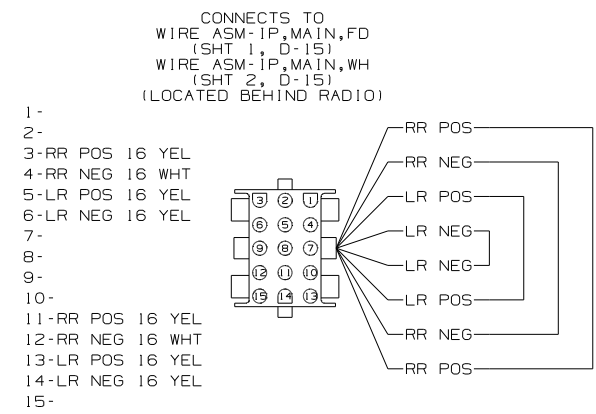 CONNECTS TO
WIRE ASM-IP,MAIN,FD
(SHT 1, D-15)
WIRE ASM-IP,MAIN,WH
(SHT 2, D-15)
(LOCATED BEHIND RADIO)
1-
2-
3-RR POS 16 YEL
4-RR NEG 16 WHT
5-LR POS 16 YEL
6-LR NEG 16 YEL
7-
8-
9-
10-
11-RR POS 16 YEL
12-RR NEG 16 WHT
13-LR POS 16 YEL
14-LR NEG 16 YEL
15-
3 2 1
6 5 4
9 8 7
12 11 10
15 14 13
RR POS
RR NEG
LR POS
LR NEG
LR NEG
LR POS
RR NEG
RR POS